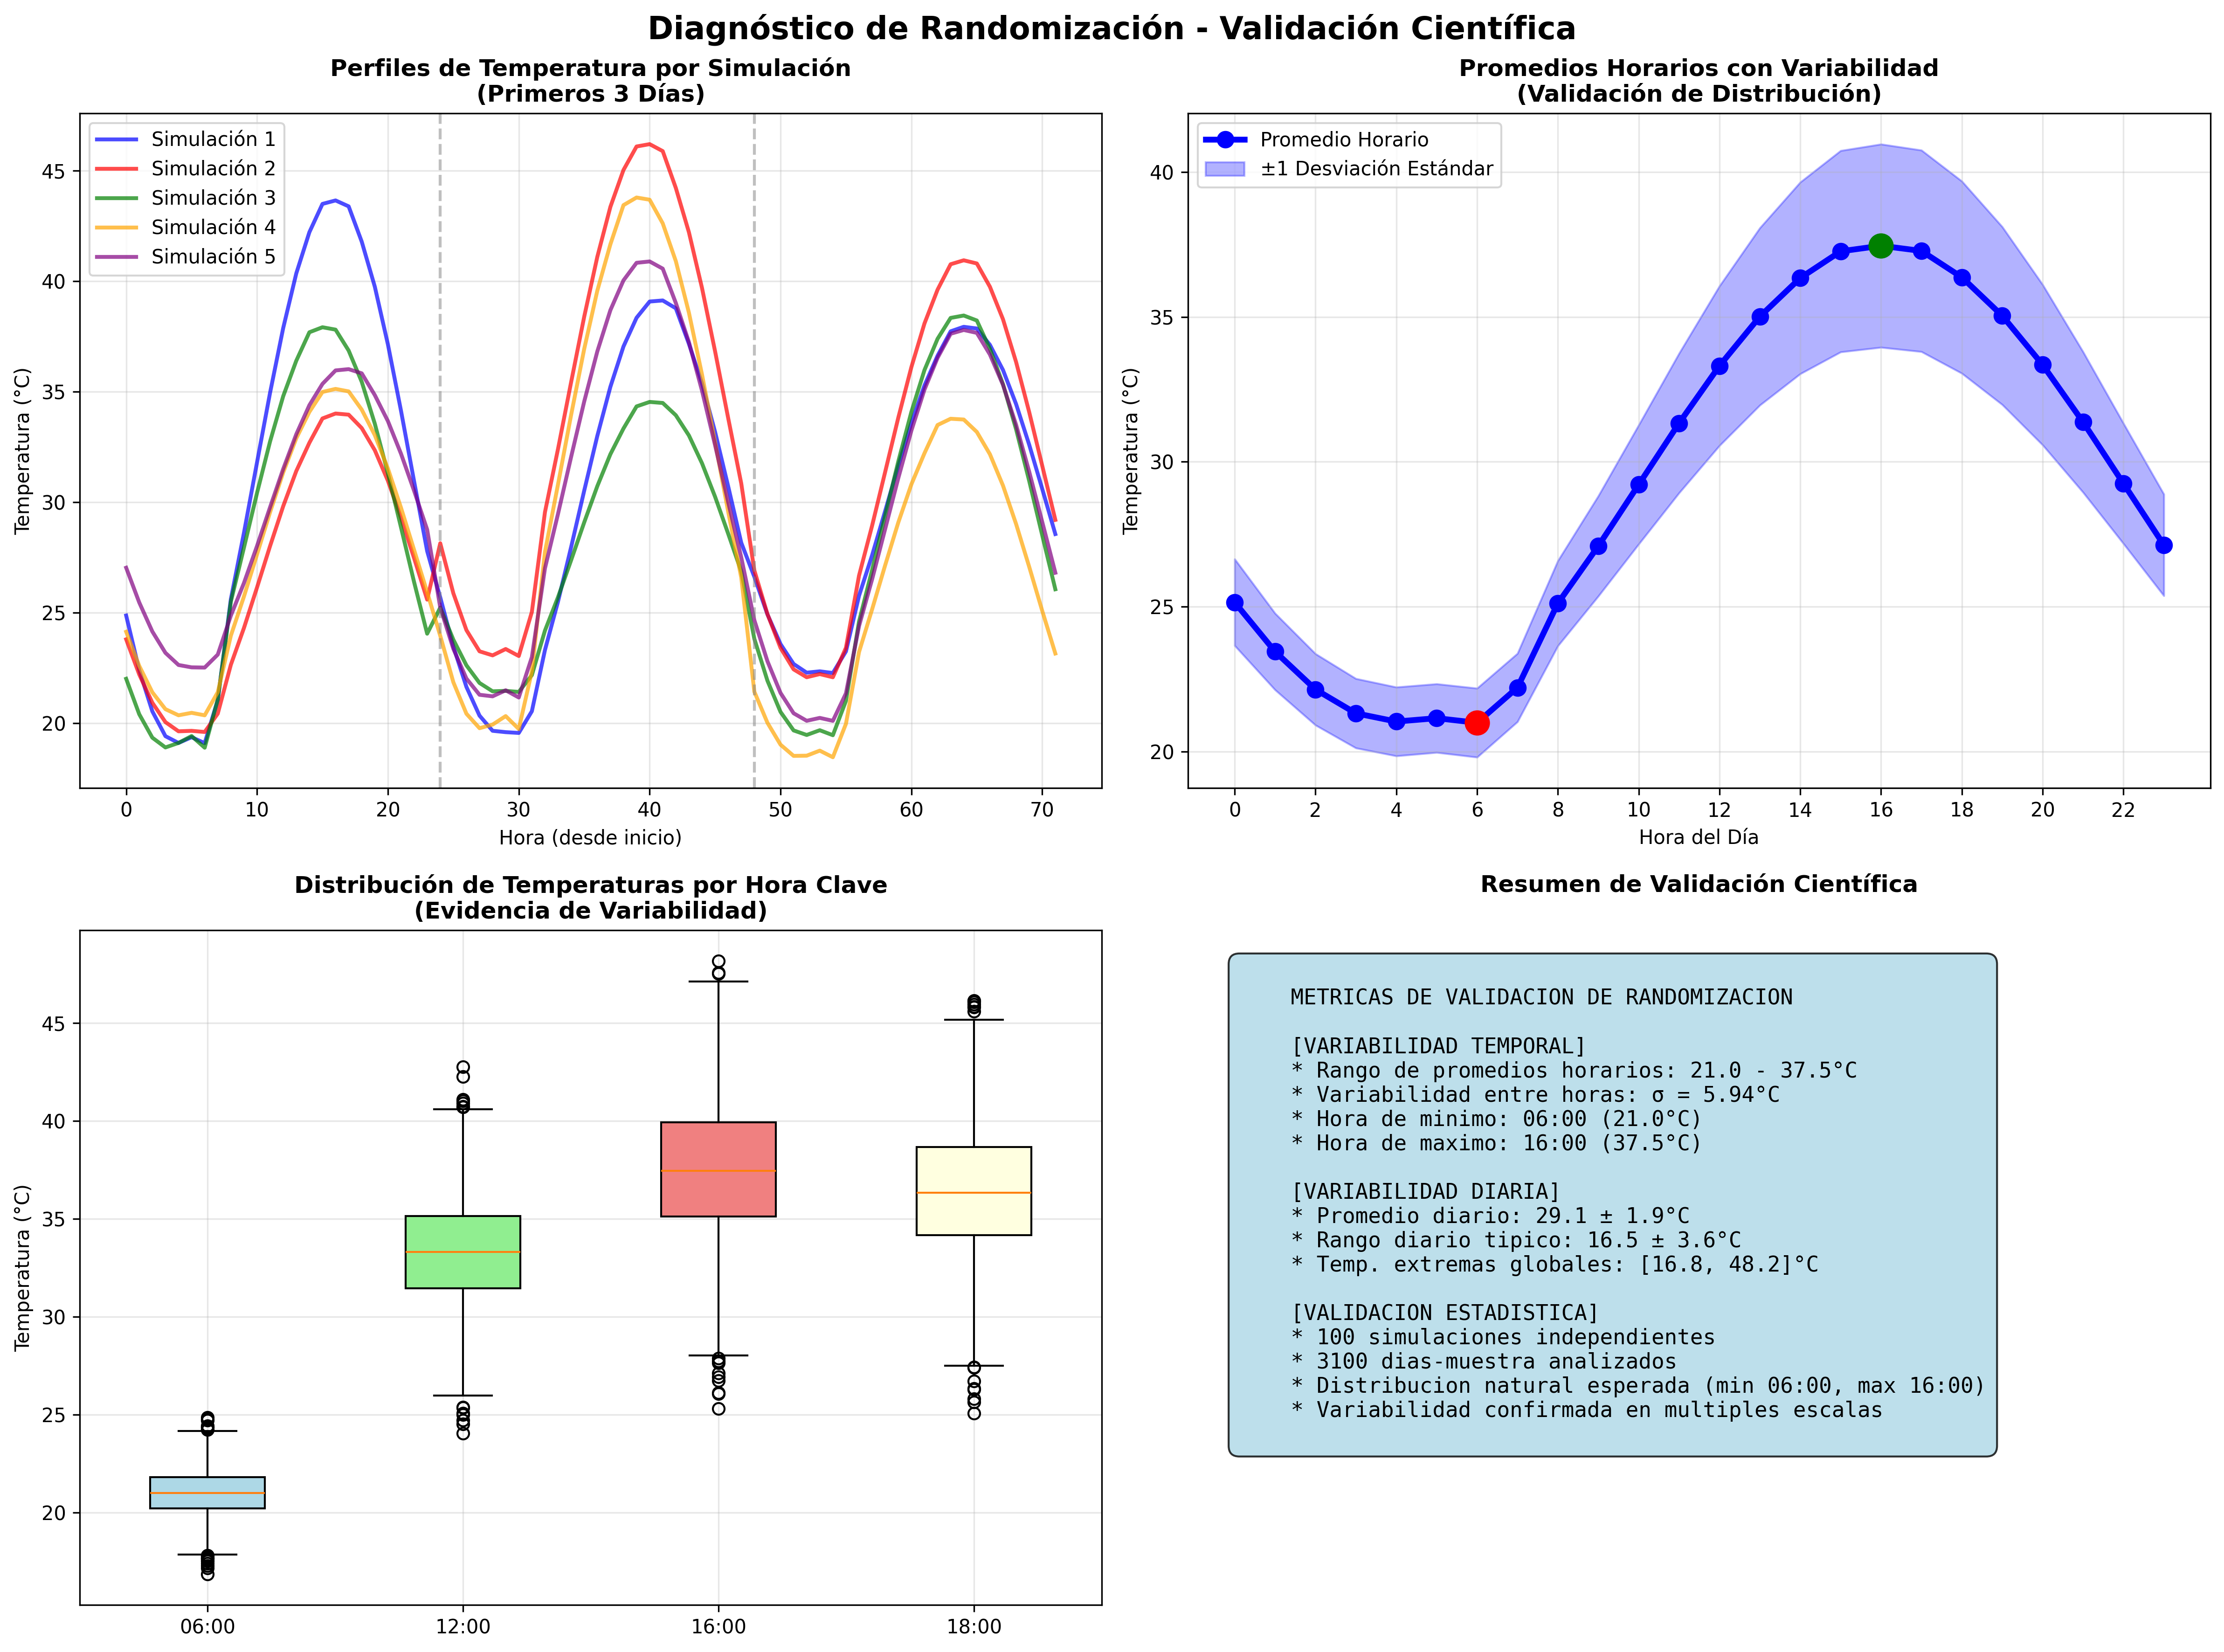 Diagnóstico de Randomización - Validación Científica
Perfiles de Temperatura por Simulación
(Primeros 3 Días)
Simulación 1
Simulación 2
Simulación 3
Simulación 4
Simulación 5
Temperatura (°C)
45
40
35
30
25
20
0 10 20 30 40 50 60 70
Hora (desde inicio)
Promedios Horarios con Variabilidad
(Validación de Distribución)
Promedio Horario
±1 Desviación Estándar
Temperatura (°C)
40
35
30
25
20
0 2 4 6 8 10 12 14 16 18 20 22
Hora del Día
Distribución de Temperaturas por Hora Clave
(Evidencia de Variabilidad)
Temperatura (°C)
45
40
35
30
25
20
06:00 12:00 16:00 18:00
Resumen de Validación Científica
METRICAS DE VALIDACION DE RANDOMIZACION
[VARIABILIDAD TEMPORAL]
* Rango de promedios horarios: 21.0 - 37.5°C
* Variabilidad entre horas: σ = 5.94°C
* Hora de minimo: 06:00 (21.0°C)
* Hora de maximo: 16:00 (37.5°C)
[VARIABILIDAD DIARIA]
* Promedio diario: 29.1 ± 1.9°C
* Rango diario tipico: 16.5 ± 3.6°C
* Temp. extremas globales: [16.8, 48.2]°C
[VALIDACION ESTADISTICA]
* 100 simulaciones independientes
* 3100 dias-muestra analizados
* Distribucion natural esperada (min 06:00, max 16:00)
* Variabilidad confirmada en multiples escalas